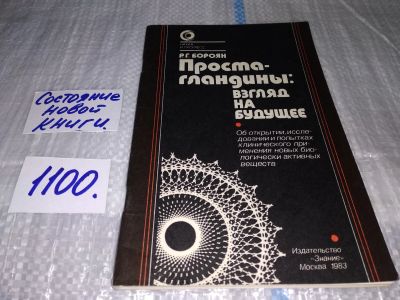 Состояние
новой
книги.
1100.
Р.Г. БОРОЯН
Проста-
гландины:
ВЗГЛЯД
НА
БУДУЩЕЕ
Об открытии, иссле-
довании и попытках
клинического при-
менения новых био-
логически активных
веществ
Издательство
«Знание»
Москва 1983